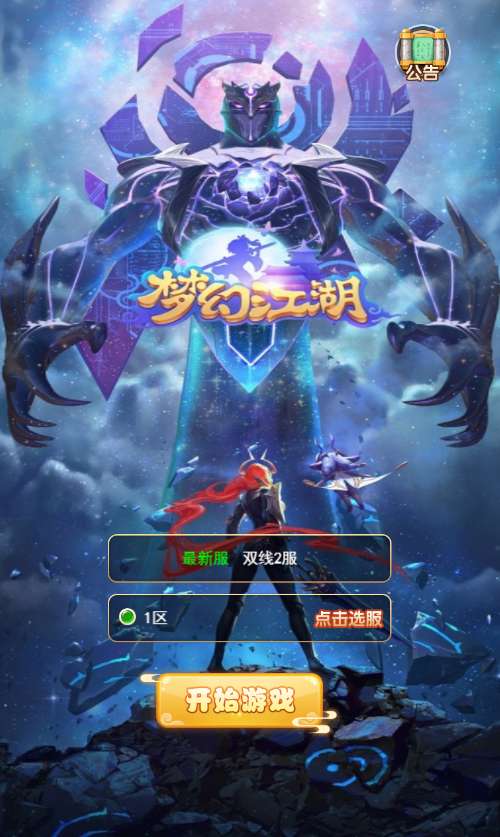 公告
梦幻江湖
最新服 双线2服
1区 点击选服
开始游戏